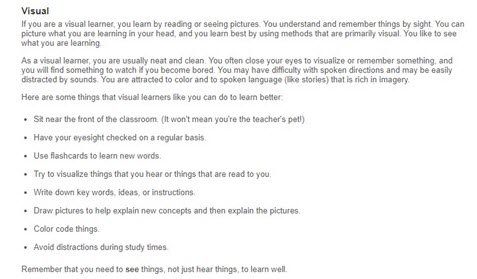 Visual
If you are a visual learner, you learn by reading or seeing pictures. You understand and remember things by sight. You can
picture what you are learning in your head, and you learn best by using methods that are primarily visual. You like to see
what you are learning.
As a visual learner, you are usually neat and clean. You often close your eyes to visualize or remember something, and
you will find something to watch if you become bored. You may have difficulty with spoken directions and may be easily
distracted by sounds. You are attracted to color and to spoken language (like stories) that is rich in imagery.
Here are some things that visual learners like you can do to learn better:
• Sit near the front of the classroom. (It won't mean you're the teacher's pet!)
• Have your eyesight checked on a regular basis.
• Use flashcards to learn new words.
• Try to visualize things that you hear or things that are read to you.
• Write down key words, ideas, or instructions.
• Draw pictures to help explain new concepts and then explain the pictures.
• Color code things.
• Avoid distractions during study times.
Remember that you need to see things, not just hear things, to learn well.